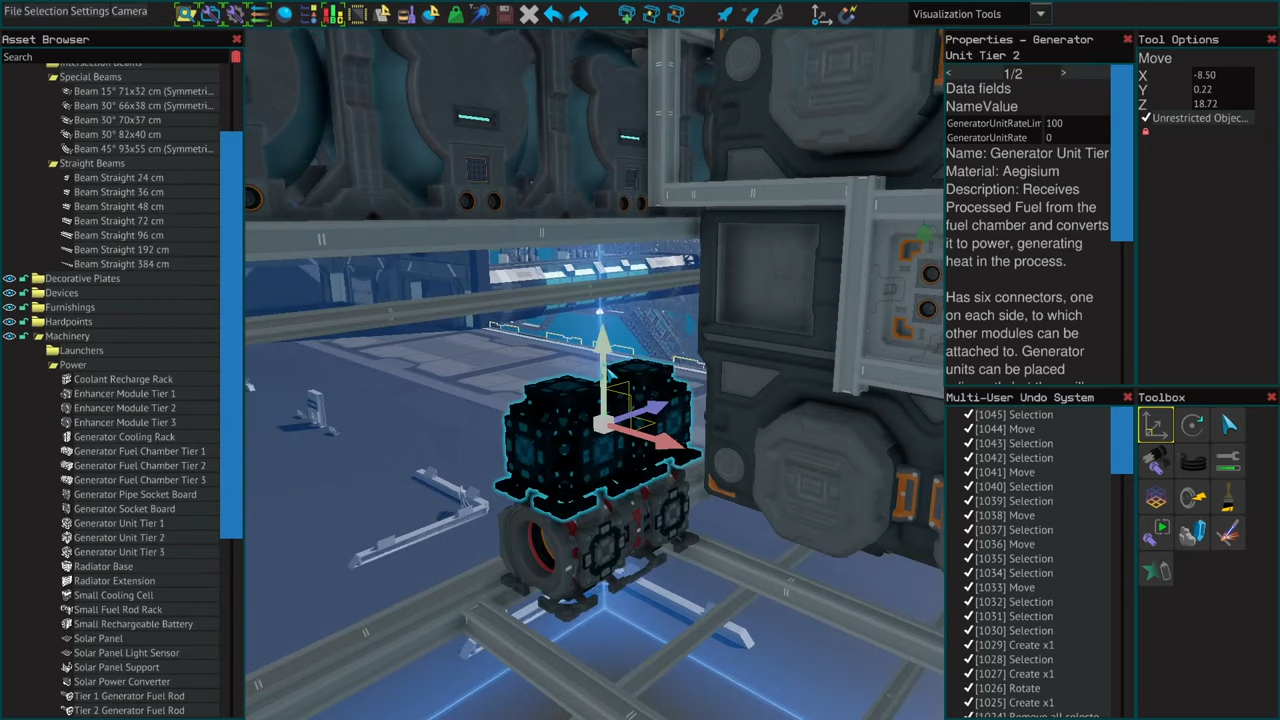 File Selection Settings Camera
Visualization Tools
Asset Browser
Search
Special Beams
Beam 15° 71x32 cm (Symmetri...
Beam 30° 66x38 cm (Symmetri...
Beam 30° 70x37 cm
Beam 30° 82x40 cm
Beam 45° 93x55 cm (Symmetri...
Straight Beams
Beam Straight 24 cm
Beam Straight 36 cm
Beam Straight 48 cm
Beam Straight 72 cm
Beam Straight 96 cm
Beam Straight 192 cm
Beam Straight 384 cm
Decorative Plates
Devices
Furnishings
Hardpoints
Machinery
Launchers
Power
Coolant Recharge Rack
Enhancer Module Tier 1
Enhancer Module Tier 2
Enhancer Module Tier 3
Generator Cooling Rack
Generator Fuel Chamber Tier 1
Generator Fuel Chamber Tier 2
Generator Fuel Chamber Tier 3
Generator Pipe Socket Board
Generator Socket Board
Generator Unit Tier 1
Generator Unit Tier 2
Generator Unit Tier 3
Radiator Base
Radiator Extension
Small Cooling Cell
Small Fuel Rod Rack
Small Rechargeable Battery
Solar Panel
Solar Panel Light Sensor
Solar Panel Support
Solar Power Converter
Tier 1 Generator Fuel Rod
Tier 2 Generator Fuel Rod
Properties - Generator
Unit Tier 2
< 1/2 >
Data fields
NameValue
GeneratorUnitRateLim 100
GeneratorUnitRate 0
Name: Generator Unit Tier
Material: Aegisium
Description: Receives
Processed Fuel from the
fuel chamber and converts
it to power, generating
heat in the process.
Has six connectors, one
on each side, to which
other modules can be
attached to. Generator
units can be placed
Tool Options
Move
X -8.50
Y 0.22
Z 18.72
Unrestricted Objec...
Multi-User Undo System
[1045] Selection
[1044] Move
[1043] Selection
[1042] Selection
[1041] Move
[1040] Selection
[1039] Selection
[1038] Move
[1037] Selection
[1036] Move
[1035] Selection
[1034] Selection
[1033] Move
[1032] Selection
[1031] Selection
[1030] Selection
[1029] Create x1
[1028] Selection
[1027] Create x1
[1026] Rotate
[1025] Create x1
Toolbox